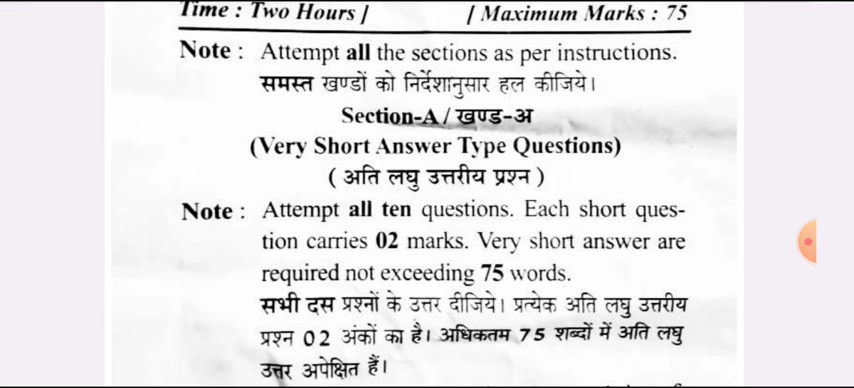 Time : Two Hours ] [ Maximum Marks : 75
Note : Attempt all the sections as per instructions.
समस्त खण्डों को निर्देशानुसार हल कीजिये।
Section-A / खण्ड-अ
(Very Short Answer Type Questions)
( अति लघु उत्तरीय प्रश्न )
Note : Attempt all ten questions. Each short ques-
tion carries 02 marks. Very short answer are
required not exceeding 75 words.
सभी दस प्रश्नों के उत्तर दीजिये। प्रत्येक अति लघु उत्तरीय
प्रश्न 02 अंकों का है। अधिकतम 75 शब्दों में अति लघु
उत्तर अपेक्षित हैं।